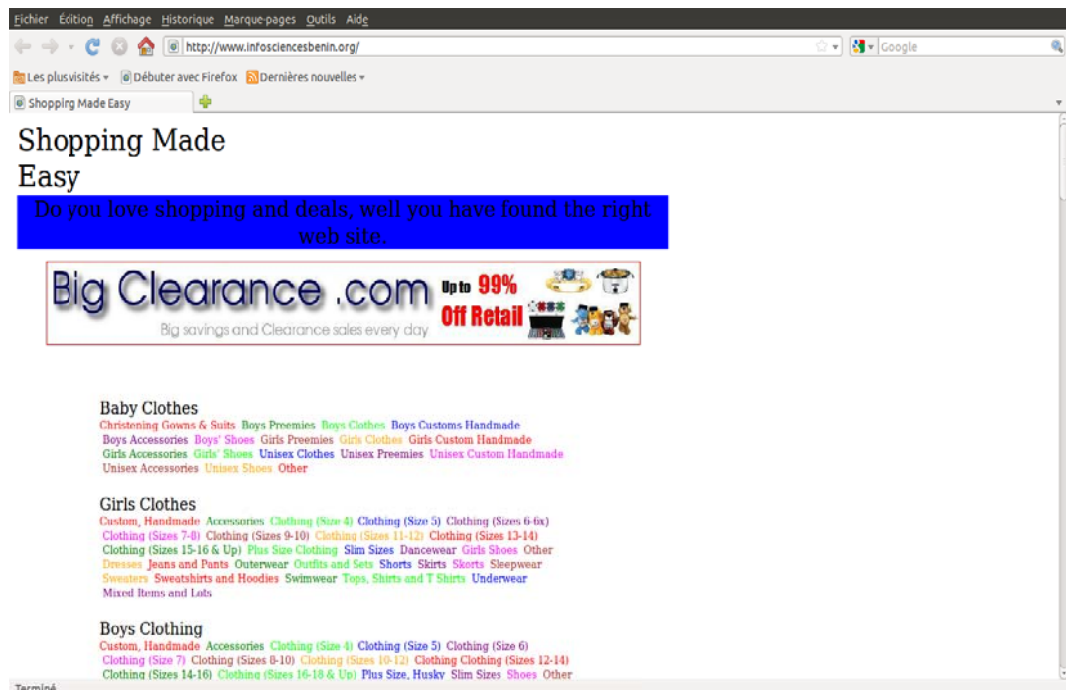 Fichier Édition Affichage Historique Marque-pages Outils Aide
http://www.infosciencesbenin.org/ Google
Les plus visités Débuter avec Firefox Dernières nouvelles
Shopping Made Easy
Shopping Made
Easy
Do you love shopping and deals, well you have found the right
web site.
Big Clearance .com Up to 99%
Off Retail
Big savings and Clearance sales every day
Baby Clothes
Christening Gowns & Suits Boys Preemies Boys Clothes Boys Customs Handmade
Boys Accessories Boys' Shoes Girls Preemies Girls Clothes Girls Custom Handmade
Girls Accessories Girls' Shoes Unisex Clothes Unisex Preemies Unisex Custom Handmade
Unisex Accessories Unisex Shoes Other
Girls Clothes
Custom, Handmade Accessories Clothing (Size 4) Clothing (Size 5) Clothing (Sizes 6-6x)
Clothing (Sizes 7-8) Clothing (Sizes 9-10) Clothing (Sizes 11-12) Clothing (Sizes 13-14)
Clothing (Sizes 15-16 & Up) Plus Size Clothing Slim Sizes Dancewear Girls Shoes Other
Dresses Jeans and Pants Outerwear Outfits and Sets Shorts Skirts Skorts Sleepwear
Sweaters Sweatshirts and Hoodies Swimwear Tops, Shirts and T Shirts Underwear
Mixed Items and Lots
Boys Clothing
Custom, Handmade Accessories Clothing (Size 4) Clothing (Size 5) Clothing (Size 6)
Clothing (Size 7) Clothing (Sizes 8-10) Clothing (Sizes 10-12) Clothing Clothing (Sizes 12-14)
Clothing (Sizes 14-16) Clothing (Sizes 16-18 & Up) Plus Size, Husky Slim Sizes Shoes Other
Terminé